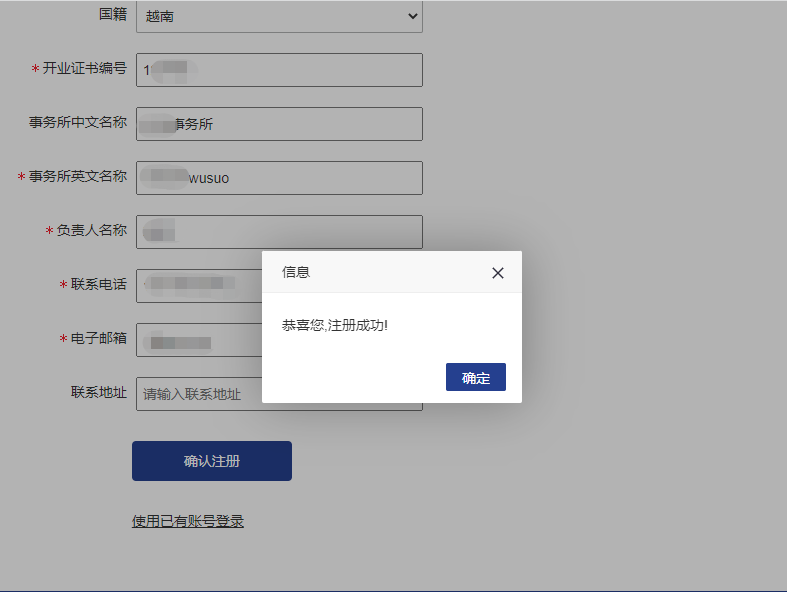 国籍 越南
* 开业证书编号 1
事务所中文名称 事务所
* 事务所英文名称 wusuo
* 负责人名称
* 联系电话
* 电子邮箱
联系地址 请输入联系地址
信息
恭喜您,注册成功!
确定
确认注册
使用已有账号登录